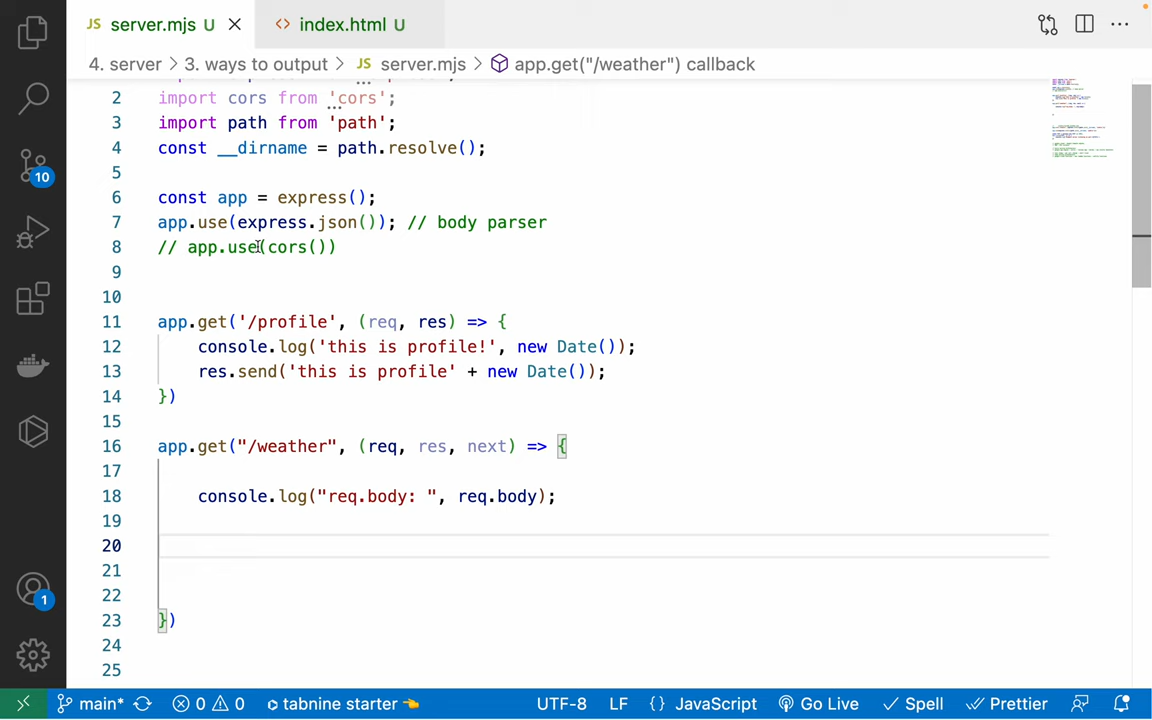 JS server.mjs U × <> index.html U
4. server > 3. ways to output > JS server.mjs > app.get("/weather") callback
2 import cors from 'cors';
3 import path from 'path';
4 const __dirname = path.resolve();
5
6 const app = express();
7 app.use(express.json()); // body parser
8 // app.use(cors())
9
10
11 app.get('/profile', (req, res) => {
12 console.log('this is profile!', new Date());
13 res.send('this is profile' + new Date());
14 })
15
16 app.get("/weather", (req, res, next) => {
17
18 console.log("req.body: ", req.body);
19
20
21
22
23 })
24
25
10
1
main* 0 0 tabnine starter UTF-8 LF {} JavaScript Go Live Spell Prettier